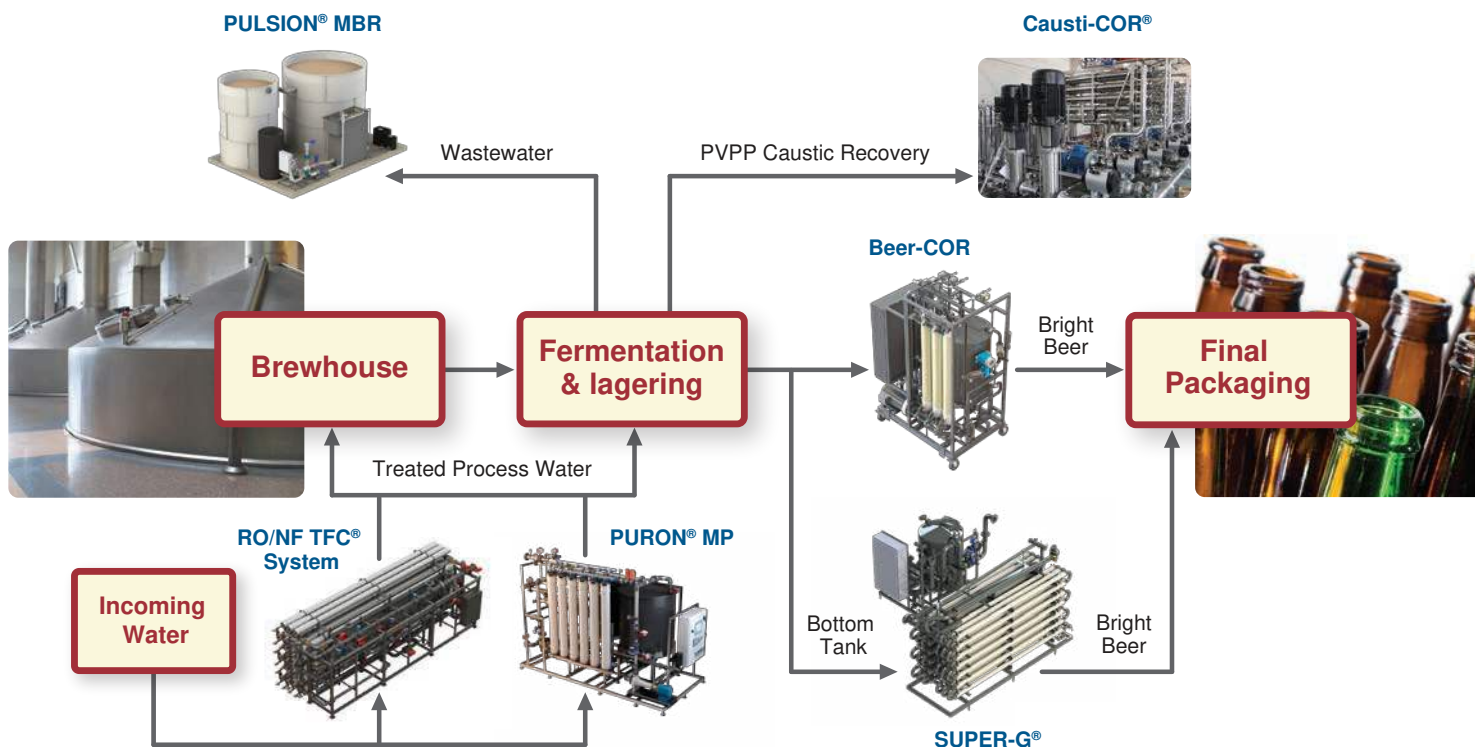 PULSION® MBR
Causti-COR®
Wastewater
PVPP Caustic Recovery
Beer-COR
Brewhouse
Fermentation
& lagering
Bright
Beer
Final
Packaging
Treated Process Water
RO/NF TFC®
System
PURON® MP
Incoming
Water
Bottom
Tank
Bright
Beer
SUPER-G®